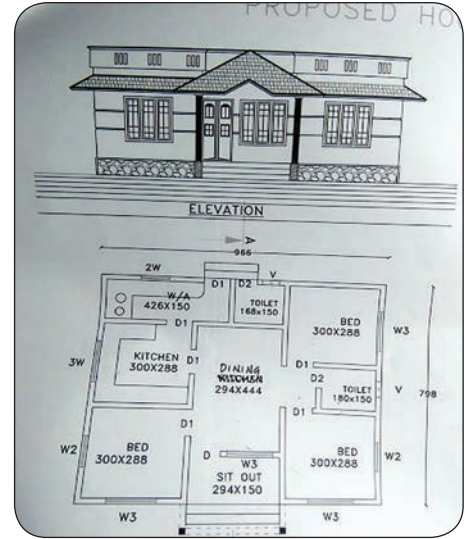 PROPOSED HO
ELEVATION
A
966
2W
D1
D2
V
W/A
426X150
TOILET
168x150
D1
BED
300X288
W3
KITCHEN
300X288
D1
3W
DINING
KITCHEN
294X444
D1
D2
TOILET
180x150
V
798
D1
D1
W2
BED
300X288
D
W3
BED
300X288
W2
SIT OUT
294X150
W3
W3